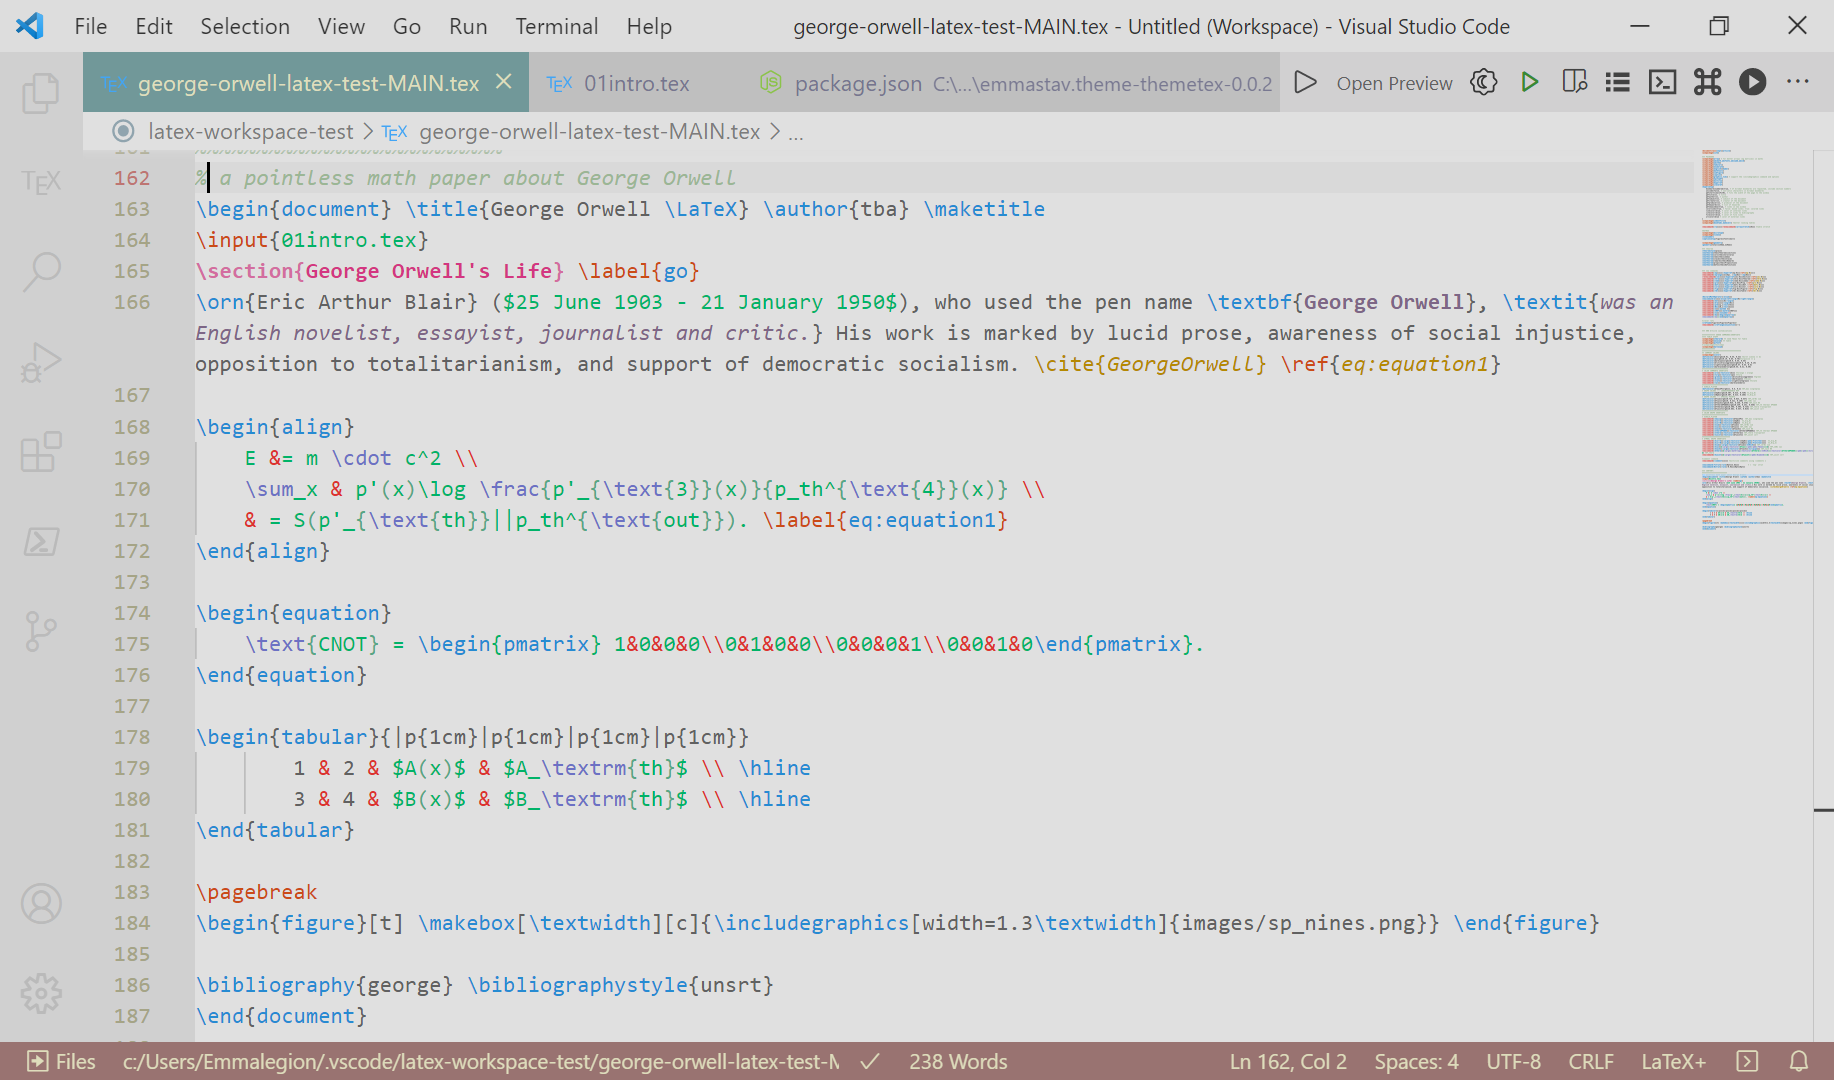 File Edit Selection View Go Run Terminal Help george-orwell-latex-test-MAIN.tex - Untitled (Workspace) - Visual Studio Code
TEX george-orwell-latex-test-MAIN.tex TEX 01intro.tex JS package.json C:\...\emmastav.theme-themetex-0.0.2 Open Preview
latex-workspace-test > TEX george-orwell-latex-test-MAIN.tex > ...
TEX
162 % a pointless math paper about George Orwell
163 \begin{document} \title{George Orwell \LaTeX} \author{tba} \maketitle
164 \input{01intro.tex}
165 \section{George Orwell's Life} \label{go}
166 \orn{Eric Arthur Blair} ($25 June 1903 - 21 January 1950$), who used the pen name \textbf{George Orwell}, \textit{was an
English novelist, essayist, journalist and critic.} His work is marked by lucid prose, awareness of social injustice,
opposition to totalitarianism, and support of democratic socialism. \cite{GeorgeOrwell} \ref{eq:equation1}
167
168 \begin{align}
169 E &= m \cdot c^2 \\
170 \sum_x & p'(x)\log \frac{p'_{\text{3}}(x)}{p_th^{\text{4}}(x)} \\
171 & = S(p'_{\text{th}}||p_th^{\text{out}}). \label{eq:equation1}
172 \end{align}
173
174 \begin{equation}
175 \text{CNOT} = \begin{pmatrix} 1&0&0&0\\0&1&0&0\\0&0&0&1\\0&0&1&0\end{pmatrix}.
176 \end{equation}
177
178 \begin{tabular}{|p{1cm}|p{1cm}|p{1cm}|p{1cm}}
179 1 & 2 & $A(x)$ & $A_\textrm{th}$ \\ \hline
180 3 & 4 & $B(x)$ & $B_\textrm{th}$ \\ \hline
181 \end{tabular}
182
183 \pagebreak
184 \begin{figure}[t] \makebox[\textwidth][c]{\includegraphics[width=1.3\textwidth]{images/sp_nines.png}} \end{figure}
185
186 \bibliography{george} \bibliographystyle{unsrt}
187 \end{document}
Files c:/Users/Emmalegion/.vscode/latex-workspace-test/george-orwell-latex-test-M 238 Words Ln 162, Col 2 Spaces: 4 UTF-8 CRLF LaTeX+